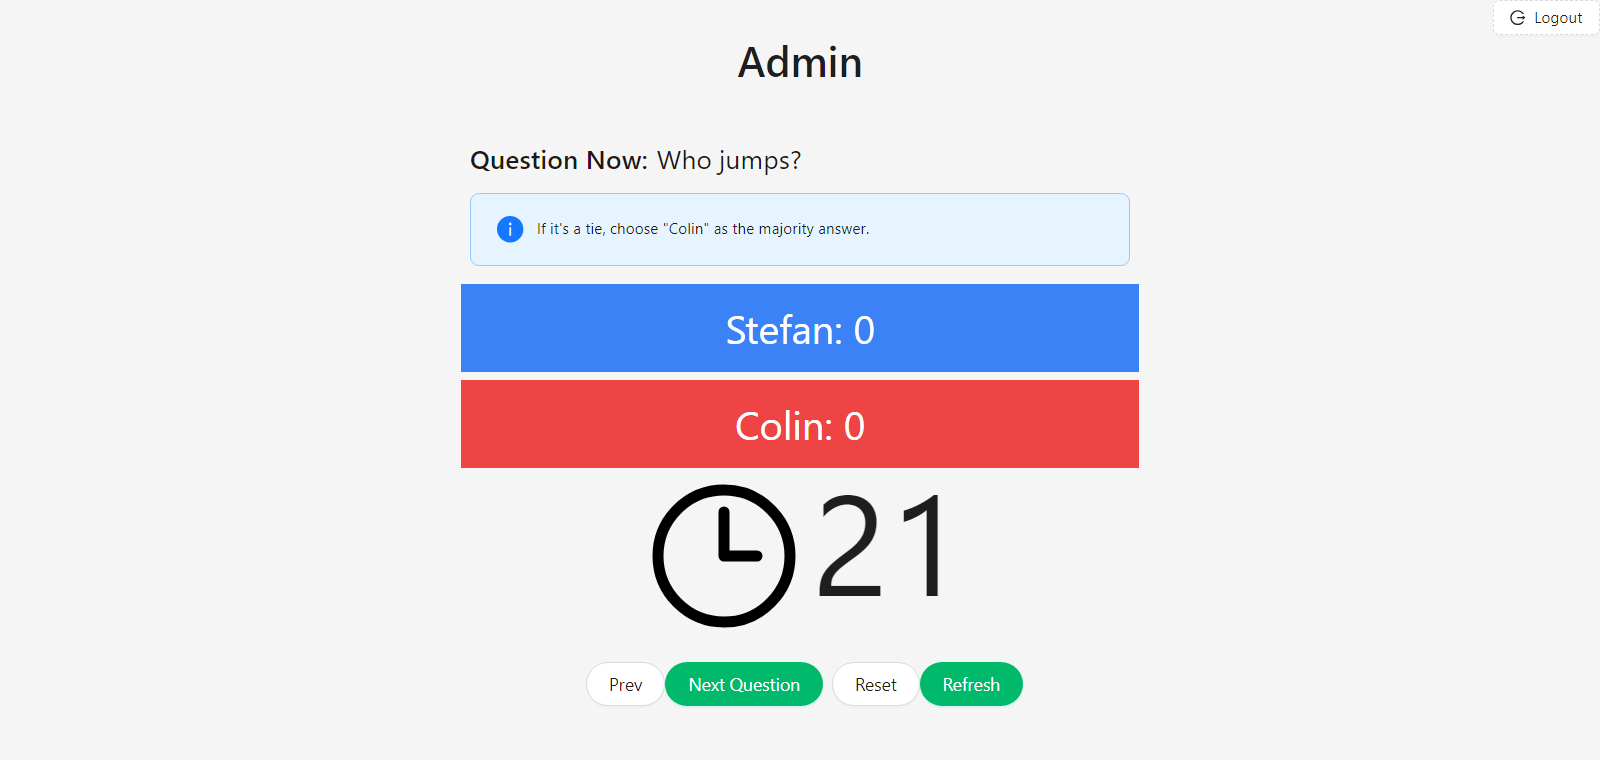 Logout
Admin
Question Now: Who jumps?
If it's a tie, choose "Colin" as the majority answer.
Stefan: 0
Colin: 0
21
Prev Next Question Reset Refresh